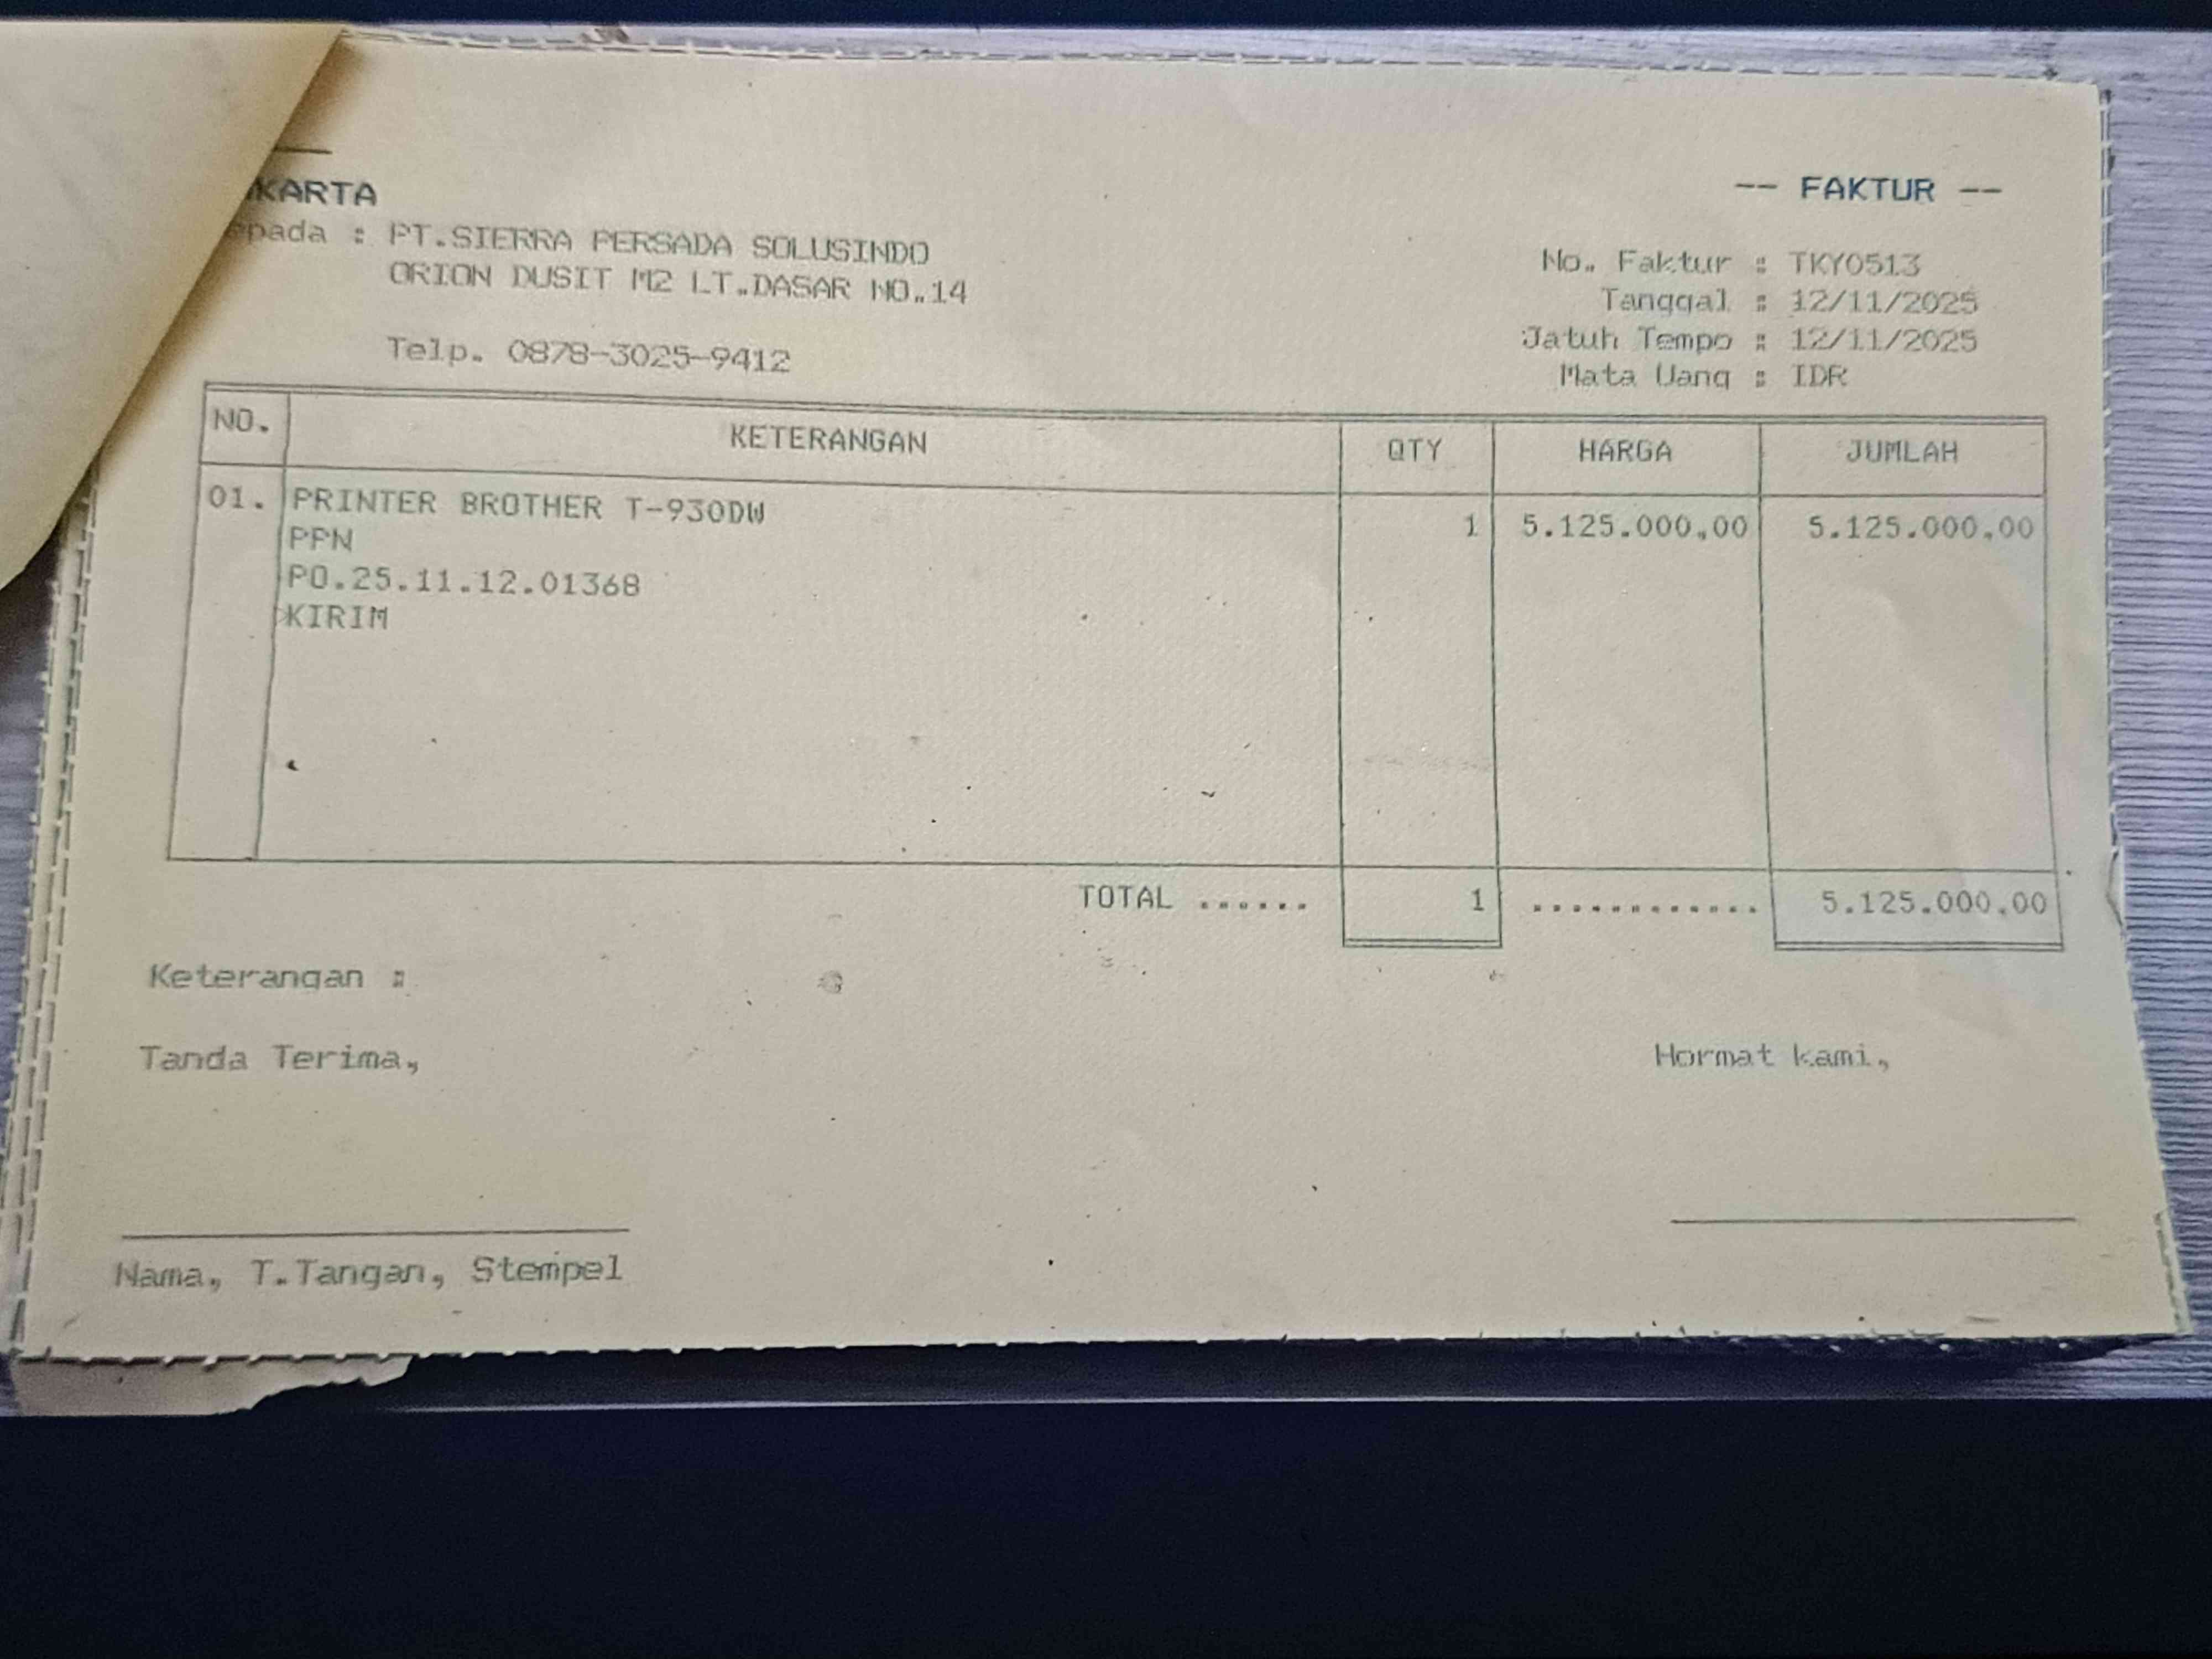 KARTA
-- FAKTUR --
pada : PT.SIERRA PERSADA SOLUSINDO
ORION DUSIT M2 LT.DASAR NO.14
Telp. 0878-3025-9412
No. Faktur : TKY0513
Tanggal : 12/11/2025
Jatuh Tempo : 12/11/2025
Mata Uang : IDR
NO. KETERANGAN QTY HARGA JUMLAH
01. PRINTER BROTHER T-930DW 1 5.125.000,00 5.125.000,00
PPN
PO.25.11.12.01368
KIRIM
TOTAL ...... 1 ............. 5.125.000,00
Keterangan :
Tanda Terima,
Hormat kami,
Nama, T.Tangan, Stempel